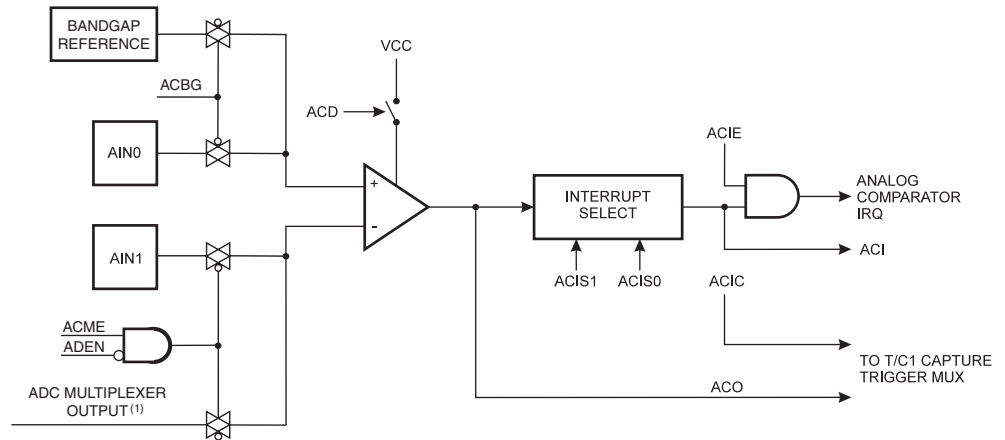 BANDGAP
REFERENCE
VCC
ACBG
ACD
AIN0
ACIE
+
INTERRUPT
SELECT
ANALOG
COMPARATOR
IRQ
-
AIN1
ACI
ACIS1
ACIS0
ACIC
ACME
ADEN
TO T/C1 CAPTURE
TRIGGER MUX
ADC MULTIPLEXER
OUTPUT (1)
ACO